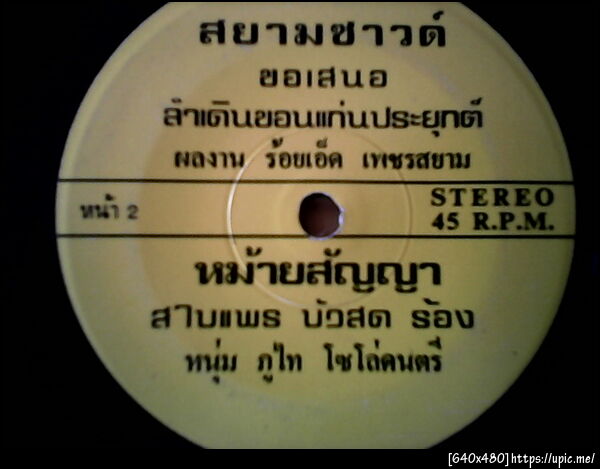 สยามซาวด์
ขอเสนอ
ลำเดินขอนแก่นประยุกต์
ผลงาน ร้อยเอ็ด เพชรสยาม
หน้า 2
STEREO
45 R.P.M.
หม้ายสัญญา
สาบแพร บัวสด ร้อง
หนุ่ม ภูไท โซโล่ดนตรี
[640x480]https://upic.me/